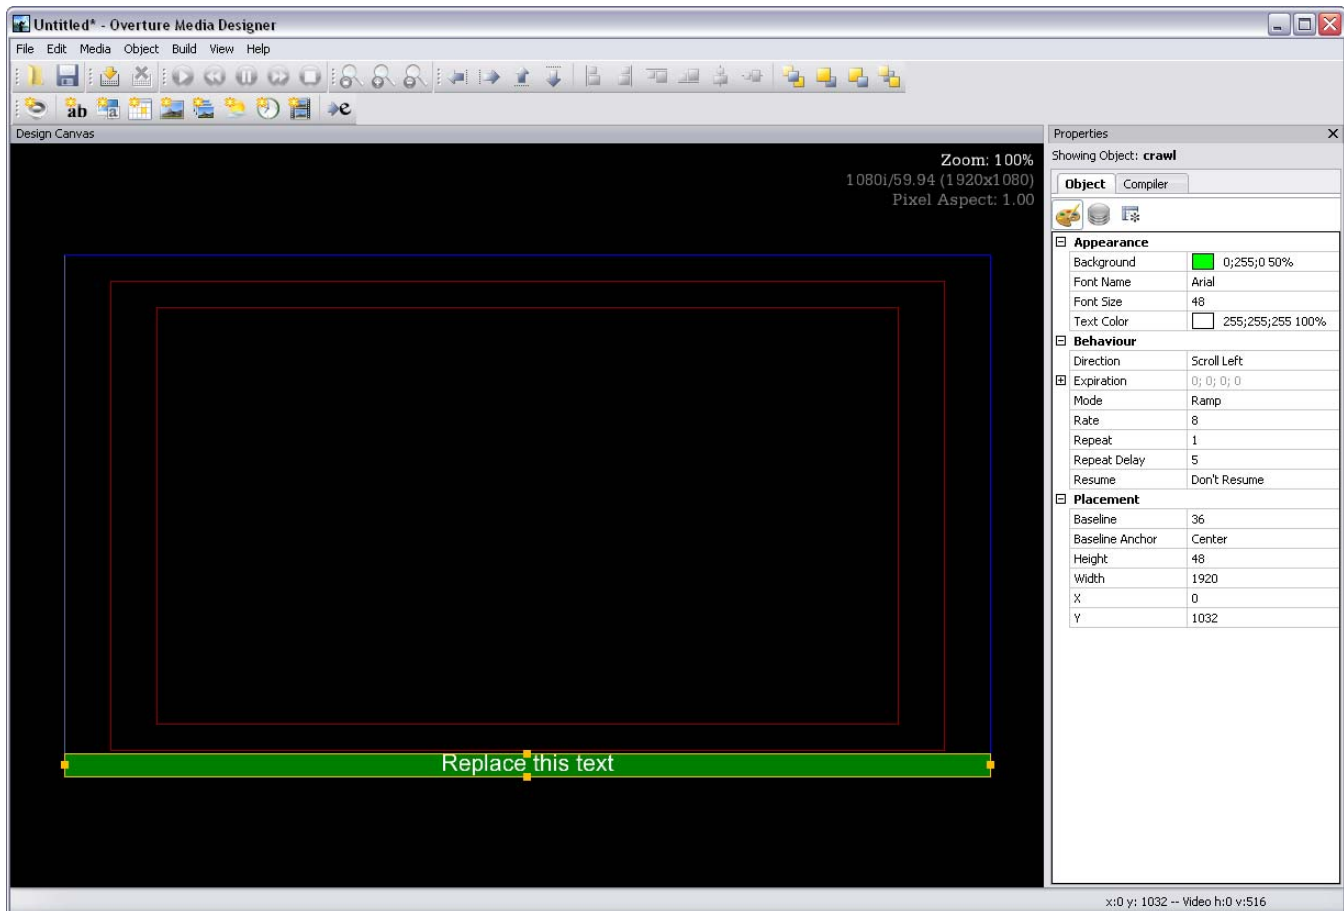 Untitled* - Overture Media Designer
File Edit Media Object Build View Help
ab a e
Design Canvas
Zoom: 100%
1080i/59.94 (1920x1080)
Pixel Aspect: 1.00
Replace this text
Properties
Showing Object: crawl
Object Compiler
Appearance
Background 0;255;0 50%
Font Name Arial
Font Size 48
Text Color 255;255;255 100%
Behaviour
Direction Scroll Left
Expiration 0; 0; 0; 0
Mode Ramp
Rate 8
Repeat 1
Repeat Delay 5
Resume Don't Resume
Placement
Baseline 36
Baseline Anchor Center
Height 48
Width 1920
X 0
Y 1032
x:0 y: 1032 -- Video h:0 v:516